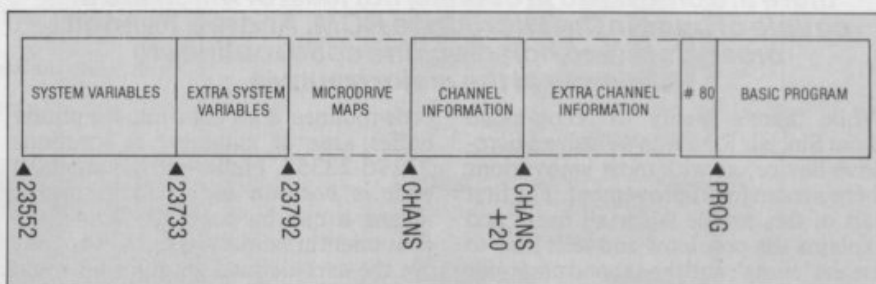 SYSTEM VARIABLES
EXTRA SYSTEM
VARIABLES
MICRODRIVE
MAPS
CHANNEL
INFORMATION
EXTRA CHANNEL
INFORMATION
# 80
BASIC PROGRAM
23552
23733
23792
CHANS
CHANS
+20
PROG